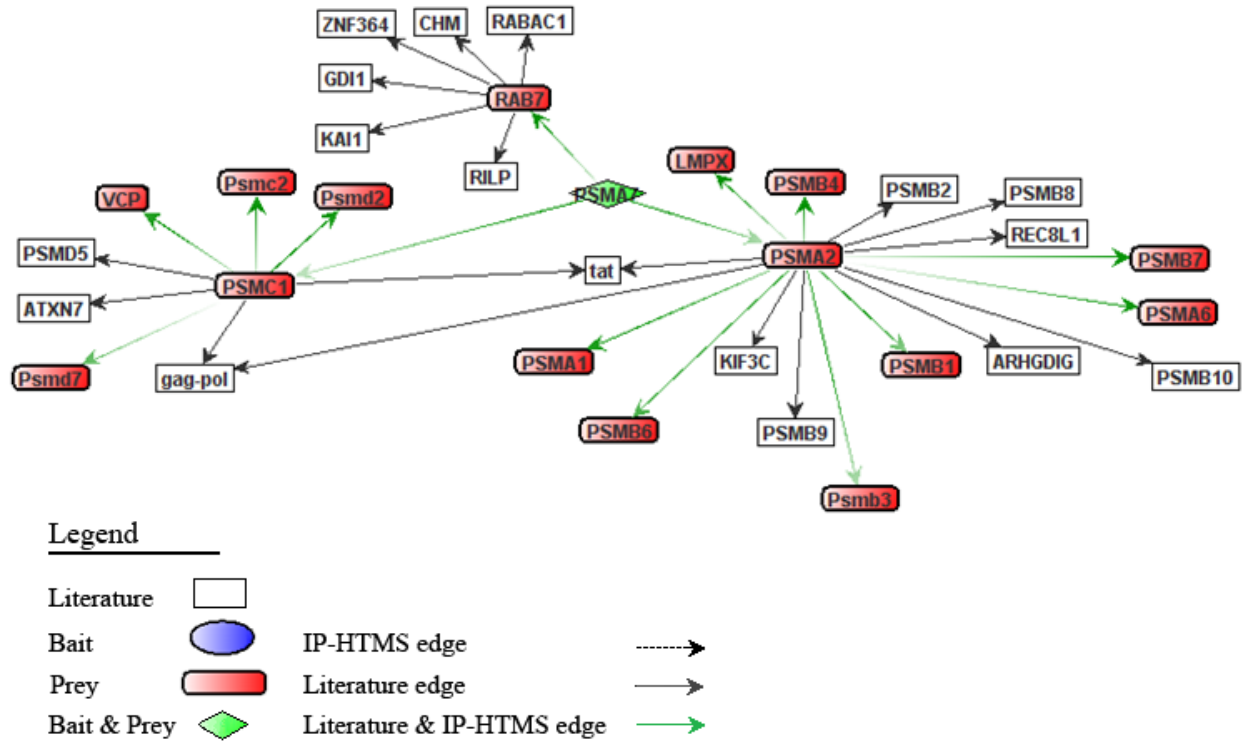 ZNF364
CHM
RABAC1
GDI1
RAB7
KAI1
RILP
LMPX
PSMB4
PSMB2
PSMB8
VCP
Psmc2
Psmd2
REC8L1
PSMD5
PSMA2
PSMB7
PSMC1
tat
ATXN7
PSMA6
Psmd7
gag-pol
PSMA1
KIF3C
PSMB1
ARHGDIG
PSMB10
PSMB6
PSMB9
Psmb3
Legend
Literature
Bait IP-HTMS edge
Prey Literature edge
Bait & Prey Literature & IP-HTMS edge